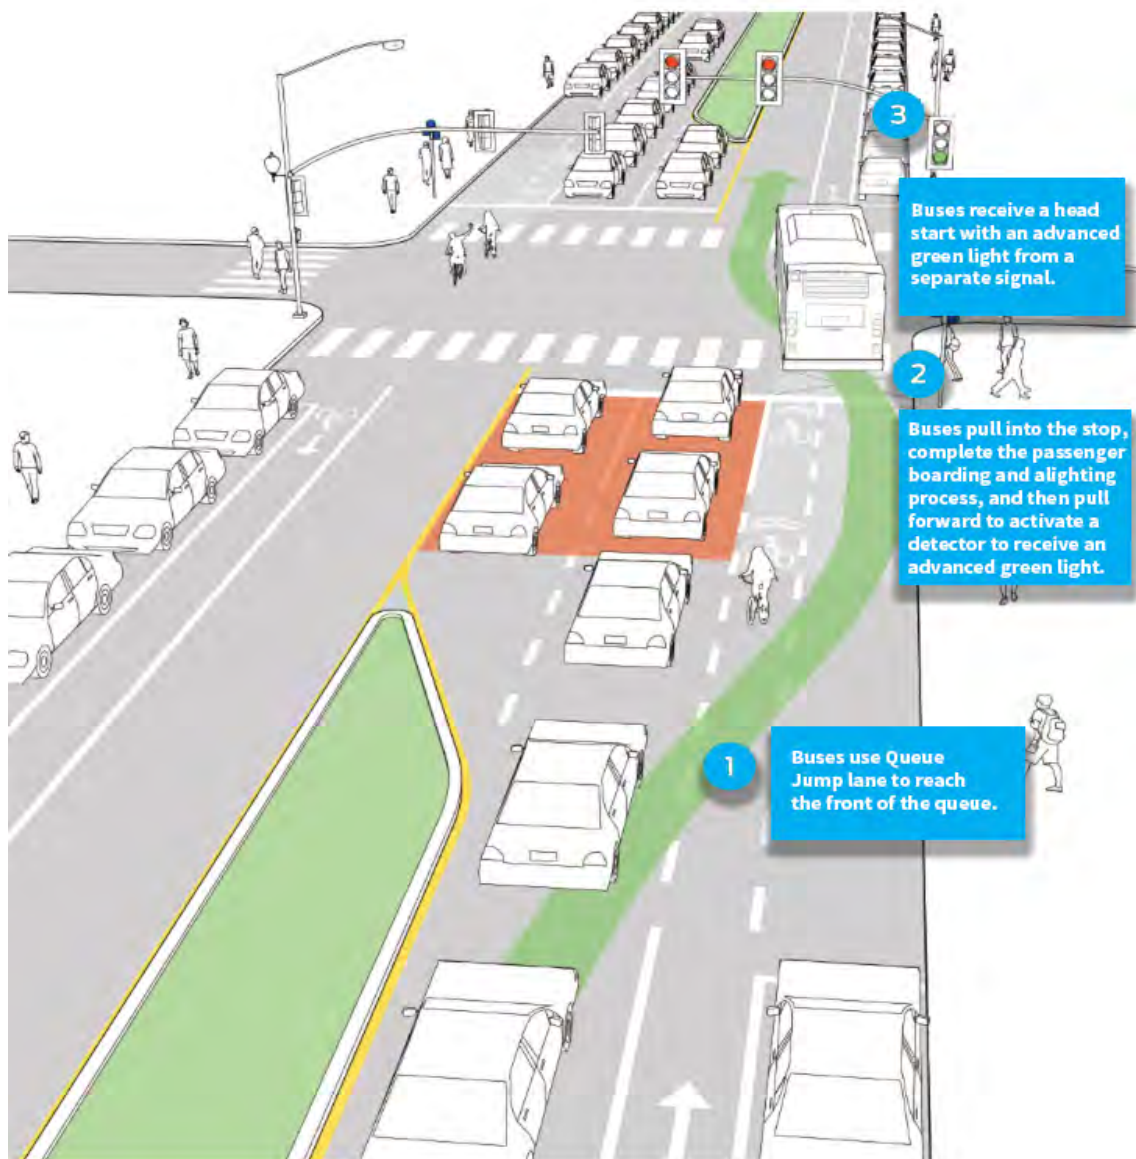 3
Buses receive a head
start with an advanced
green light from a
separate signal.
2
Buses pull into the stop,
complete the passenger
boarding and alighting
process, and then pull
forward to activate a
detector to receive an
advanced green light.
1
Buses use Queue
Jump lane to reach
the front of the queue.